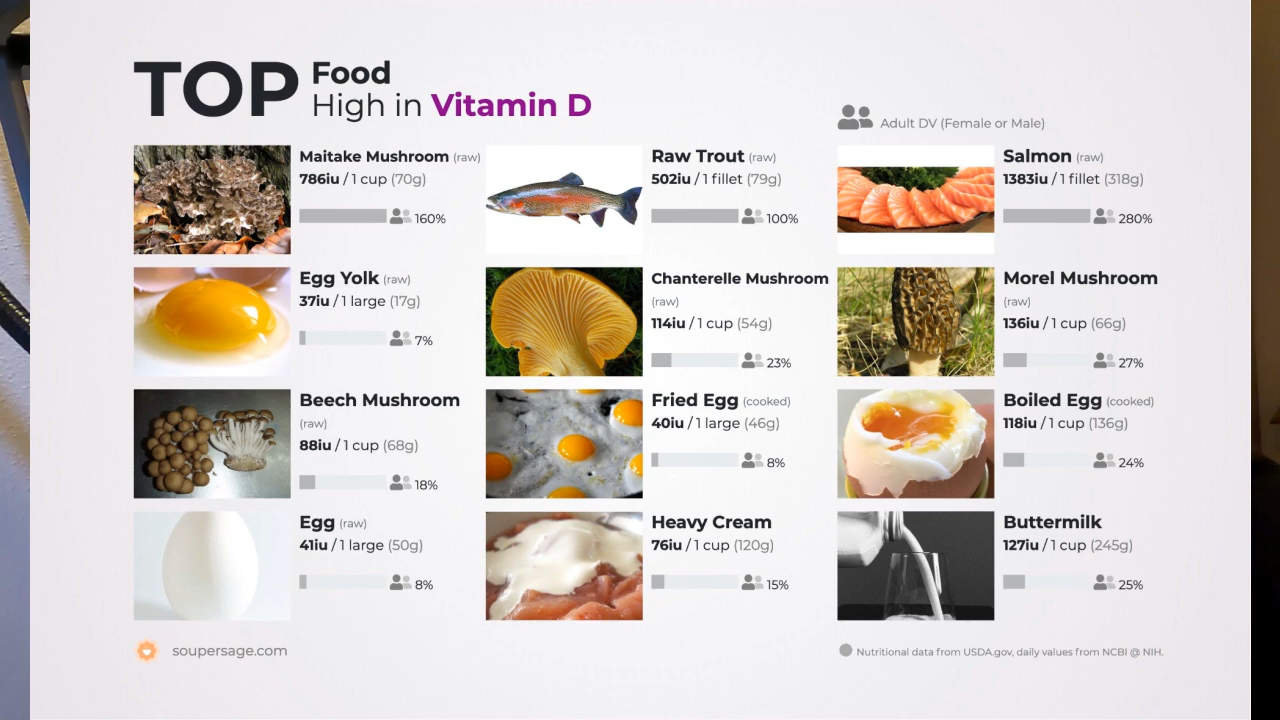 TOP Food
High in Vitamin D
Adult DV (Female or Male)
Maitake Mushroom (raw)
786iu / 1 cup (70g)
160%
Raw Trout (raw)
502iu / 1 fillet (79g)
100%
Salmon (raw)
1383iu / 1 fillet (318g)
280%
Egg Yolk (raw)
37iu / 1 large (17g)
7%
Chanterelle Mushroom
(raw)
114iu / 1 cup (54g)
23%
Morel Mushroom
(raw)
136iu / 1 cup (66g)
27%
Beech Mushroom
(raw)
88iu / 1 cup (68g)
18%
Fried Egg (cooked)
40iu / 1 large (46g)
8%
Boiled Egg (cooked)
118iu / 1 cup (136g)
24%
Egg (raw)
41iu / 1 large (50g)
8%
Heavy Cream
76iu / 1 cup (120g)
15%
Buttermilk
127iu / 1 cup (245g)
25%
soupersage.com
Nutritional data from USDA.gov, daily values from NCBI @ NIH.